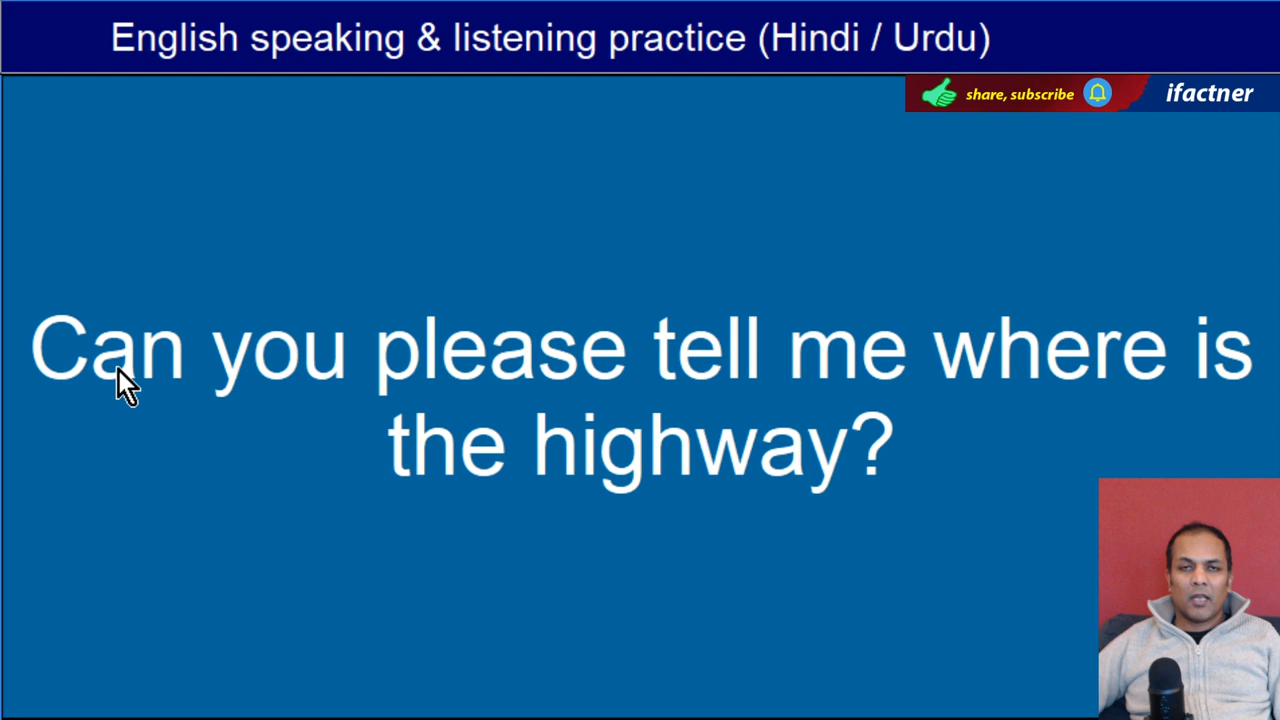 English speaking & listening practice (Hindi / Urdu)
share, subscribe
ifactner
Can you please tell me where is
the highway?